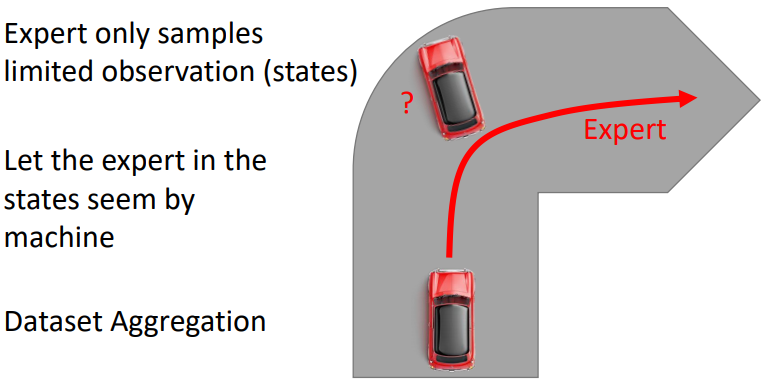 Expert only samples
limited observation (states)
?
Expert
Let the expert in the
states seem by
machine
Dataset Aggregation